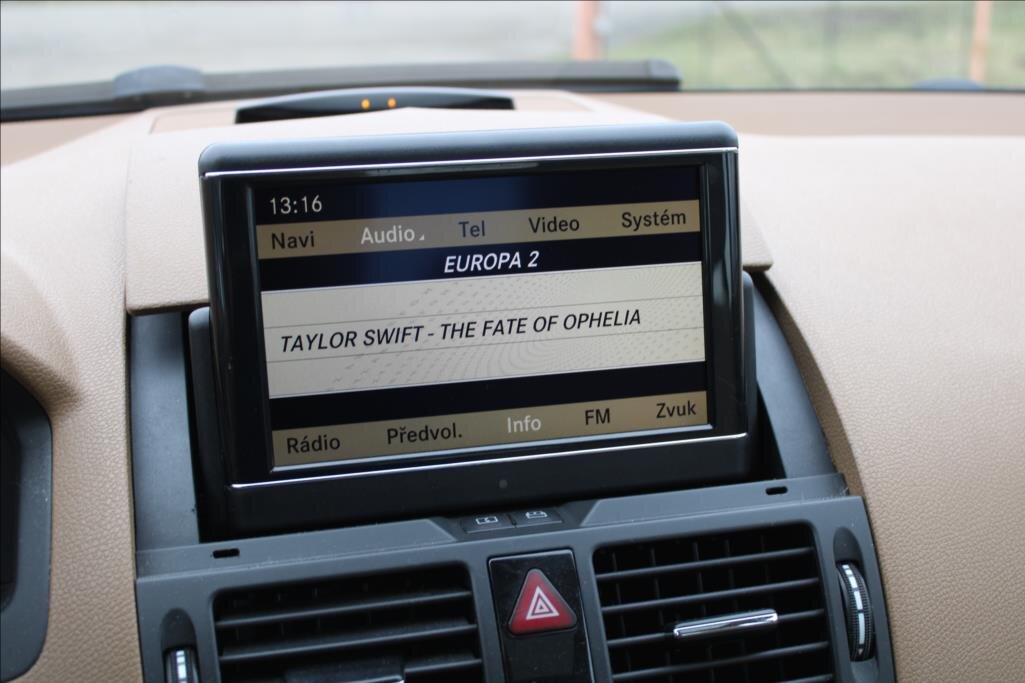 13:16
Navi Audio Tel Video Systém
EUROPA 2
TAYLOR SWIFT - THE FATE OF OPHELIA
Rádio Předvol. Info FM Zvuk